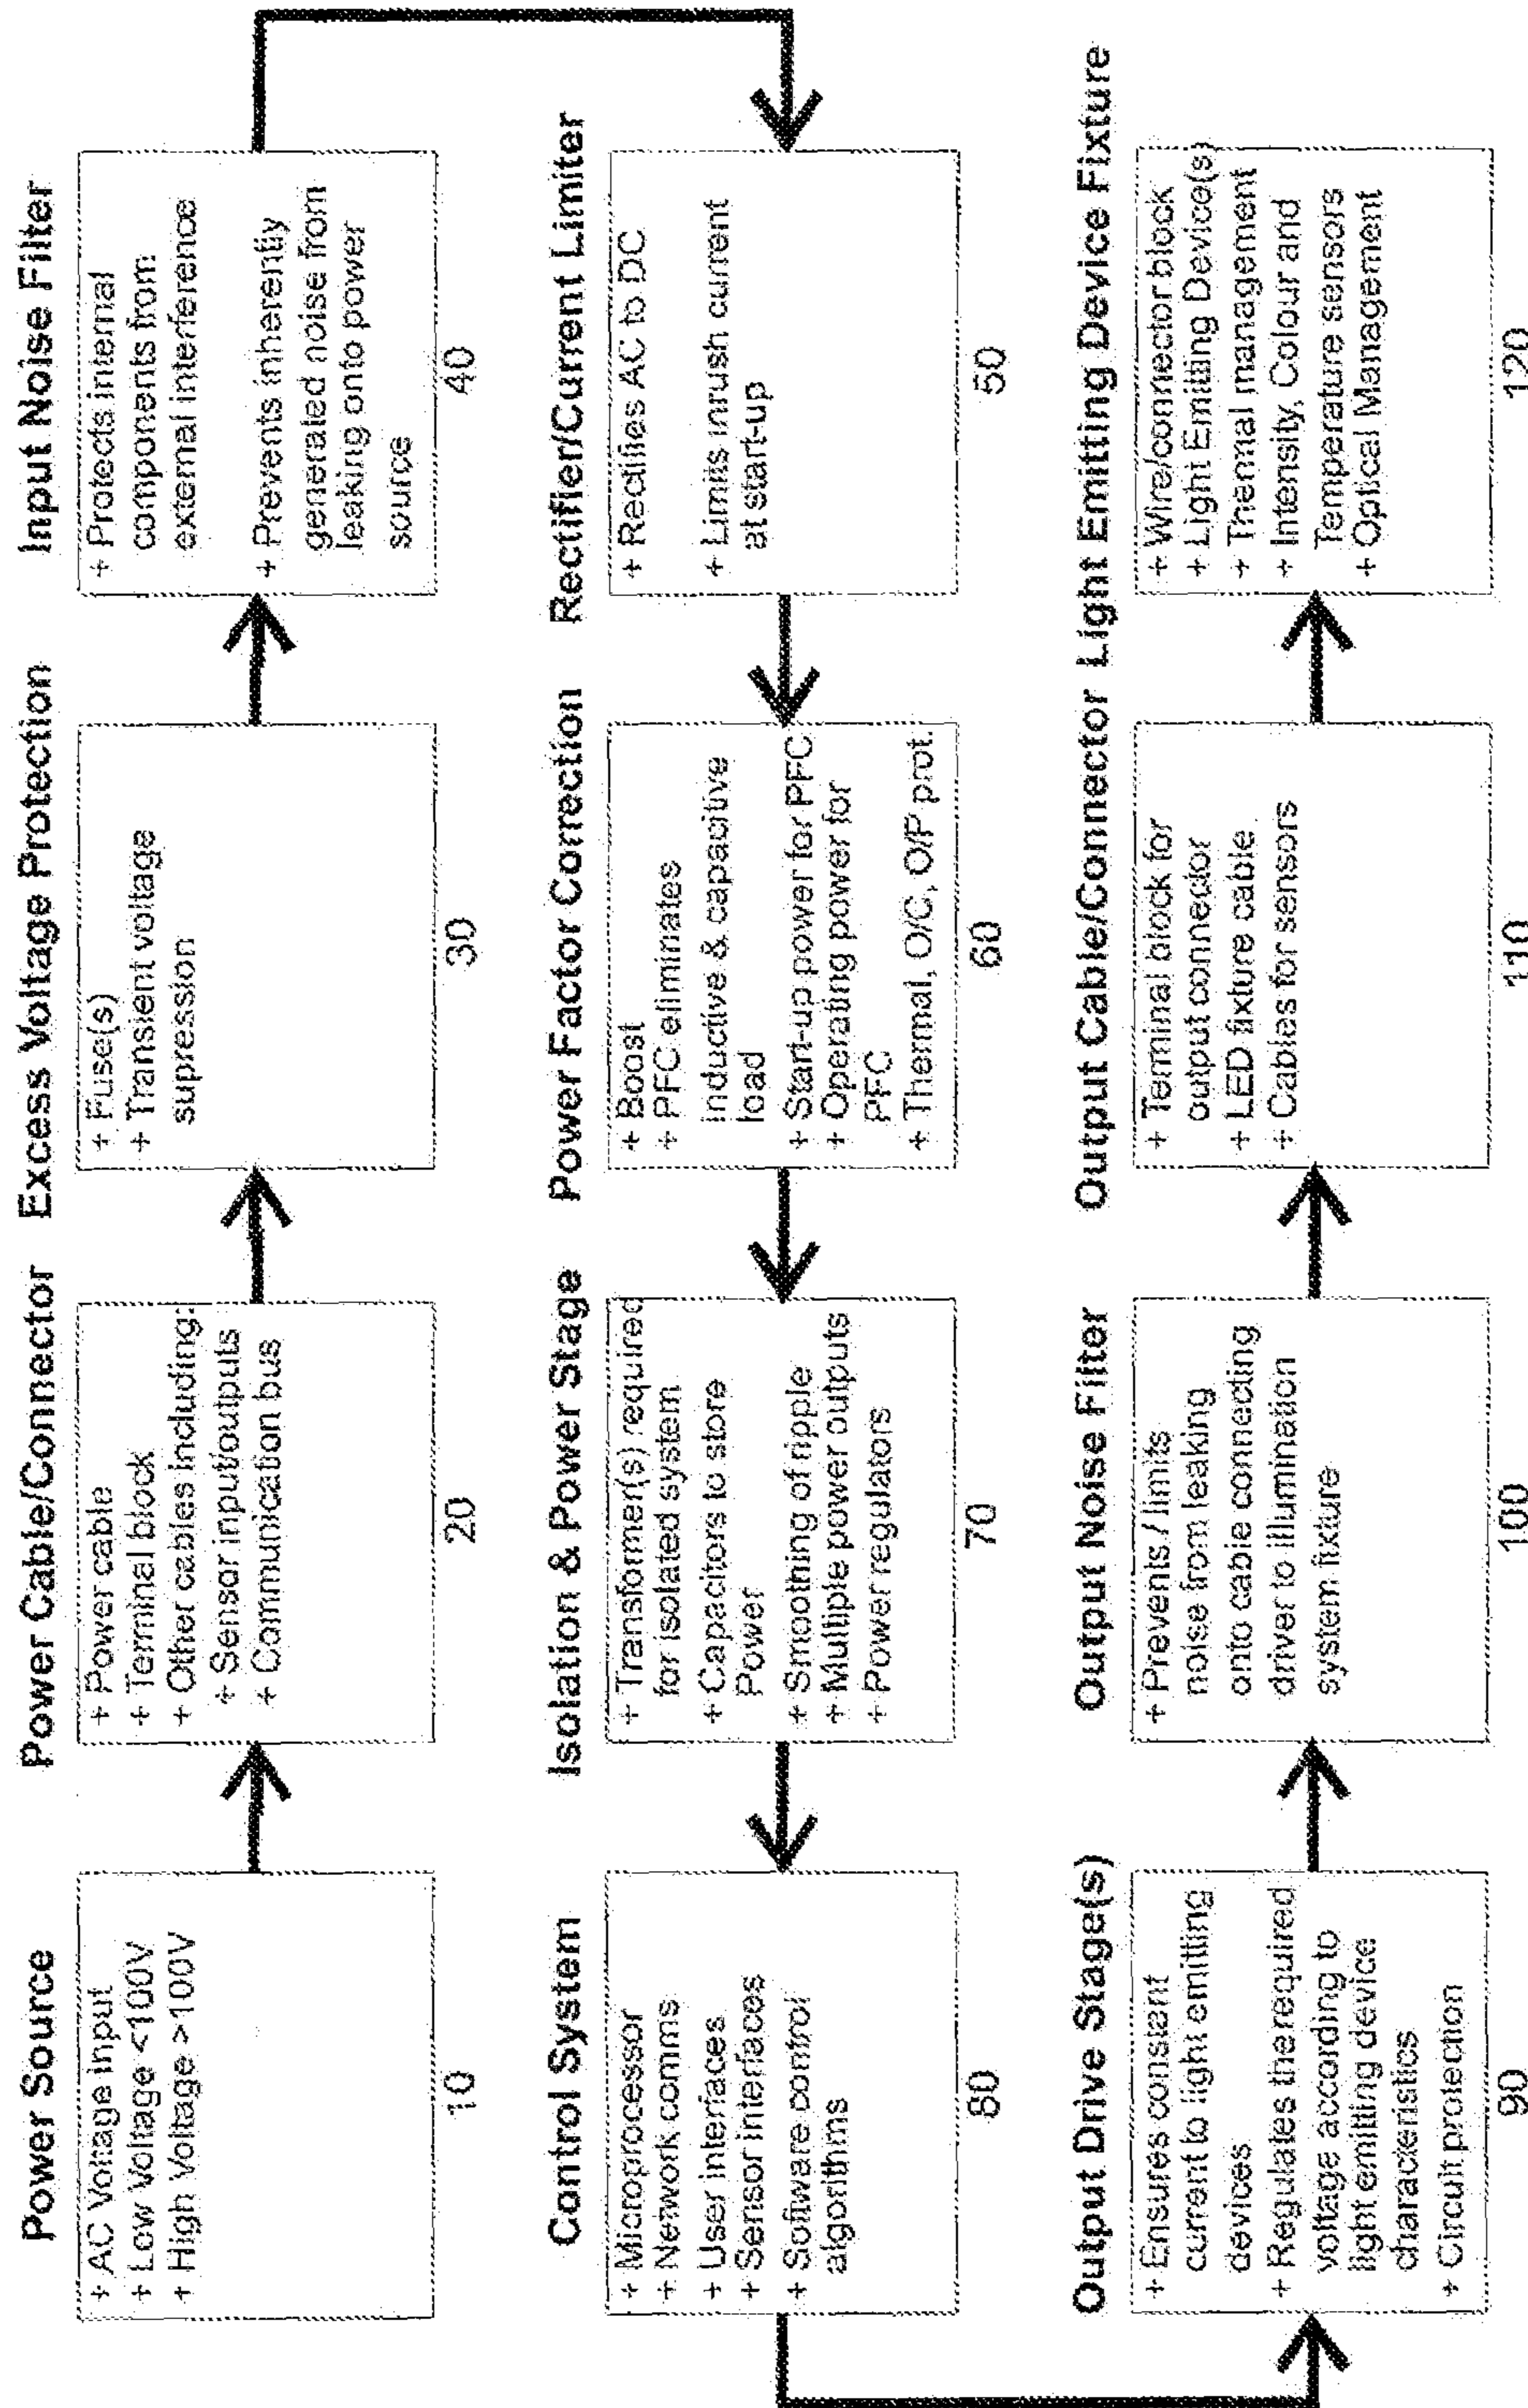 Power Source
+ AC Voltage input
+ Low Voltage <100V
+ High Voltage >100V
10
Power Cable/Connector
+ Power cable
+ Terminal block
+ Other cables including:
+ Sensor input/outputs
+ Communication bus
20
Excess Voltage Protection
+ Fuse(s)
+ Transient voltage
supression
30
Input Noise Filter
+ Protects internal
components from
external interference
+ Prevents inherently
generated noise from
leaking onto power
source
40
Rectifier/Current Limiter
+ Rectifies AC to DC
+ Limits inrush current
at start-up
50
Power Factor Correction
+ Boost
+ PFC eliminates
inductive & capacitive
load
+ Start-up power for PFC
+ Operating power for
PFC
+ Thermal, O/C, O/P prot.
60
Isolation & Power Stage
+ Transformer(s) required
for isolated system
+ Capacitors to store
Power
+ Smoothing of ripple
+ Multiple power outputs
+ Power regulators
70
Control System
+ Microprocessor
+ Network comms
+ User interfaces
+ Sensor interfaces
+ Software control
algorithms
80
Output Drive Stage(s)
+ Ensures constant
current to light emitting
devices
+ Regulates the required
voltage according to
light emitting device
characteristics
+ Circuit protection
90
Output Noise Filter
+ Prevents / limits
noise from leaking
onto cable connecting
driver to illumination
system fixture
100
Output Cable/Connector
+ Terminal block for
output connector
+ LED fixture cable
+ Cables for sensors
110
Light Emitting Device Fixture
+ Wire/connector block
+ Light Emitting Device(s)
+ Thermal management
+ Intensity, Colour and
Temperature sensors
+ Optical Management
120